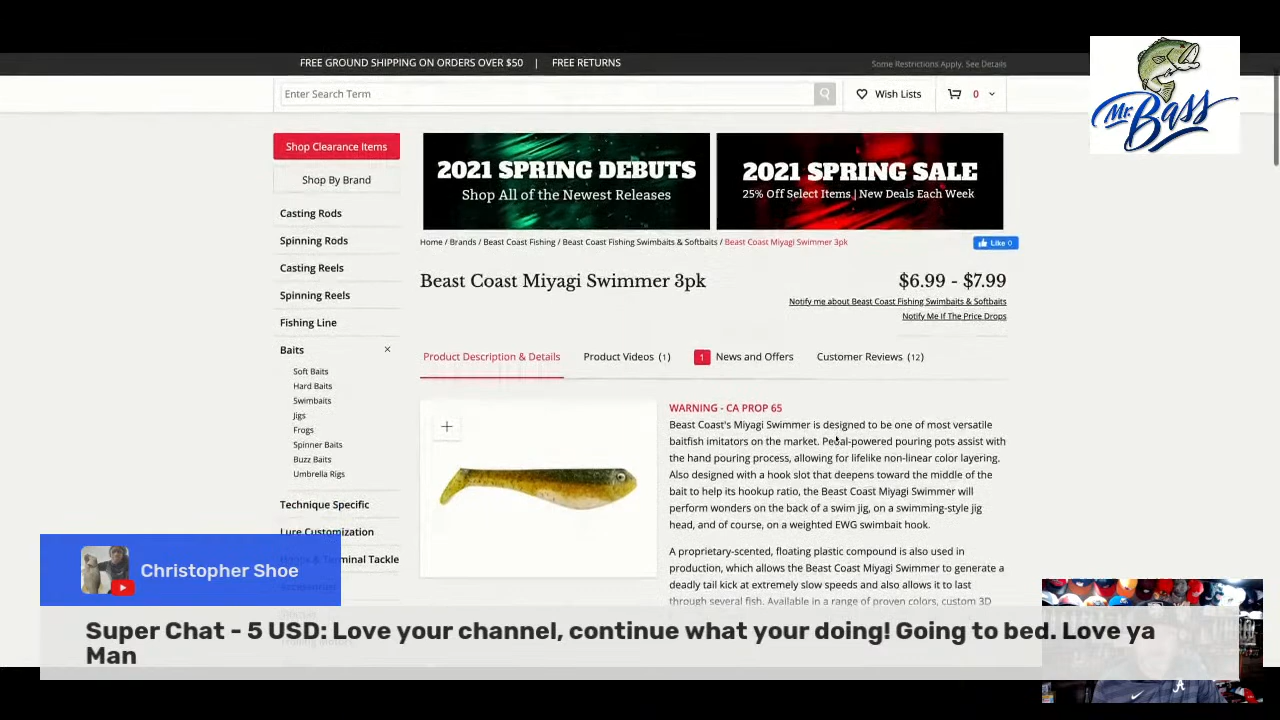 FREE GROUND SHIPPING ON ORDERS OVER $50 | FREE RETURNS
Some Restrictions Apply. See Details
Mr. Bass
Enter Search Term
Wish Lists
0
Shop Clearance Items
Shop By Brand
Casting Rods
Spinning Rods
Casting Reels
Spinning Reels
Fishing Line
Baits
Soft Baits
Hard Baits
Swimbaits
Jigs
Frogs
Spinner Baits
Buzz Baits
Umbrella Rigs
Technique Specific
Lure Customization
Terminal Tackle
2021 SPRING DEBUTS
Shop All of the Newest Releases
2021 SPRING SALE
25% Off Select Items | New Deals Each Week
Home / Brands / Beast Coast Fishing / Beast Coast Fishing Swimbaits & Softbaits / Beast Coast Miyagi Swimmer 3pk
Like 0
Beast Coast Miyagi Swimmer 3pk
$6.99 - $7.99
Notify me about Beast Coast Fishing Swimbaits & Softbaits
Notify Me If The Price Drops
Product Description & Details
Product Videos (1)
1 News and Offers
Customer Reviews (12)
WARNING - CA PROP 65
Beast Coast's Miyagi Swimmer is designed to be one of most versatile
baitfish imitators on the market. Pedal-powered pouring pots assist with
the hand pouring process, allowing for lifelike non-linear color layering.
Also designed with a hook slot that deepens toward the middle of the
bait to help its hookup ratio, the Beast Coast Miyagi Swimmer will
perform wonders on the back of a swim jig, on a swimming-style jig
head, and of course, on a weighted EWG swimbait hook.
A proprietary-scented, floating plastic compound is also used in
production, which allows the Beast Coast Miyagi Swimmer to generate a
deadly tail kick at extremely slow speeds and also allows it to last
through several fish. Available in a range of proven colors, custom 3D
Christopher Shoe
Super Chat - 5 USD: Love your channel, continue what your doing! Going to bed. Love ya
Man
A